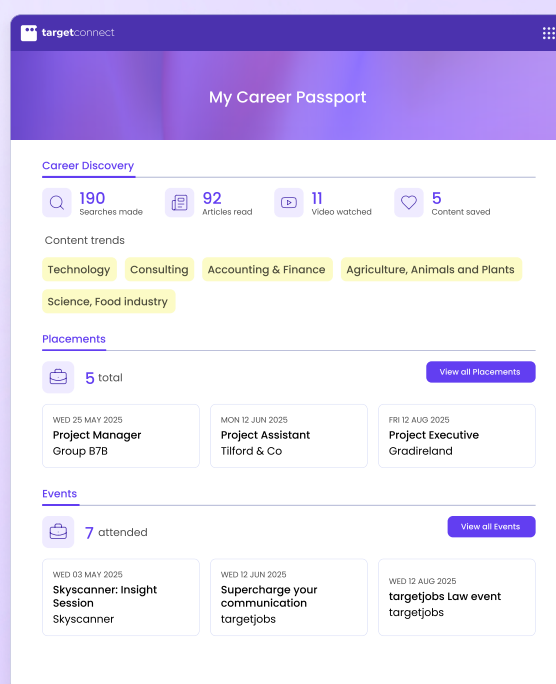 targetconnect
My Career Passport
Career Discovery
190
Searches made
92
Articles read
11
Video watched
5
Content saved
Content trends
Technology
Consulting
Accounting & Finance
Agriculture, Animals and Plants
Science, Food industry
Placements
5 total
View all Placements
WED 25 MAY 2025
Project Manager
Group B7B
MON 12 JUN 2025
Project Assistant
Tilford & Co
FRI 12 AUG 2025
Project Executive
Gradireland
Events
7 attended
View all Events
WED 03 MAY 2025
Skyscanner: Insight
Session
Skyscanner
WED 12 JUN 2025
Supercharge your
communication
targetjobs
WED 12 AUG 2025
targetjobs Law event
targetjobs